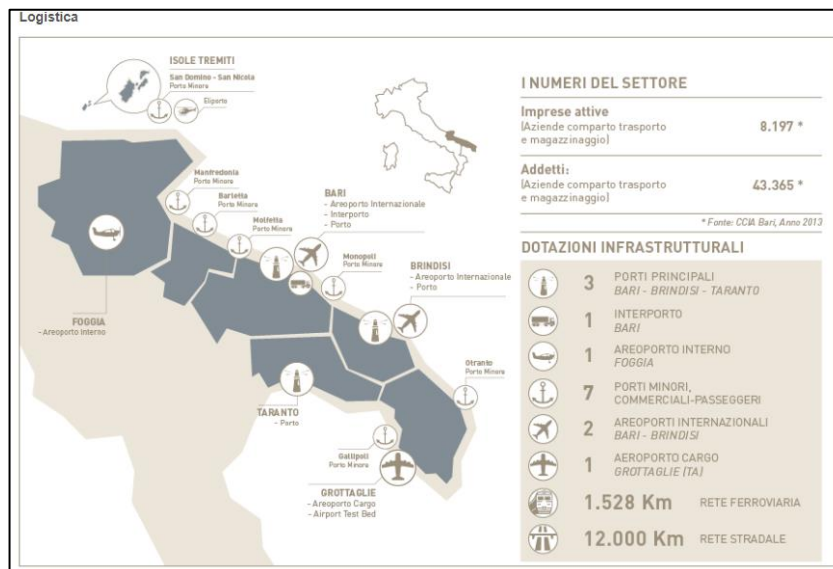 Logistica
ISOLE TREMITI
San Domino - San Nicola
Porto Minore
Eliporto
Manfredonia
Porto Minore
Barletta
Porto Minore
Molfetta
Porto Minore
BARI
- Areoporto Internazionale
- Interporto
- Porto
Monopoli
Porto Minore
BRINDISI
- Areoporto Internazionale
- Porto
FOGGIA
- Areoporto Interno
Otranto
Porto Minore
TARANTO
- Porto
Gallipoli
Porto Minore
GROTTAGLIE
- Areoporto Cargo
- Airport Test Bed
I NUMERI DEL SETTORE
Imprese attive
(Aziende comparto trasporto
e magazzinaggio)
8.197 *
Addetti:
(Aziende comparto trasporto
e magazzinaggio)
43.365 *
* Fonte: CCIA Bari, Anno 2013
DOTAZIONI INFRASTRUTTURALI
3 PORTI PRINCIPALI
BARI - BRINDISI - TARANTO
1 INTERPORTO
BARI
1 AREOPORTO INTERNO
FOGGIA
7 PORTI MINORI,
COMMERCIALI-PASSEGGERI
2 AREOPORTI INTERNAZIONALI
BARI - BRINDISI
1 AEROPORTO CARGO
GROTTAGLIE (TA)
1.528 Km RETE FERROVIARIA
12.000 Km RETE STRADALE